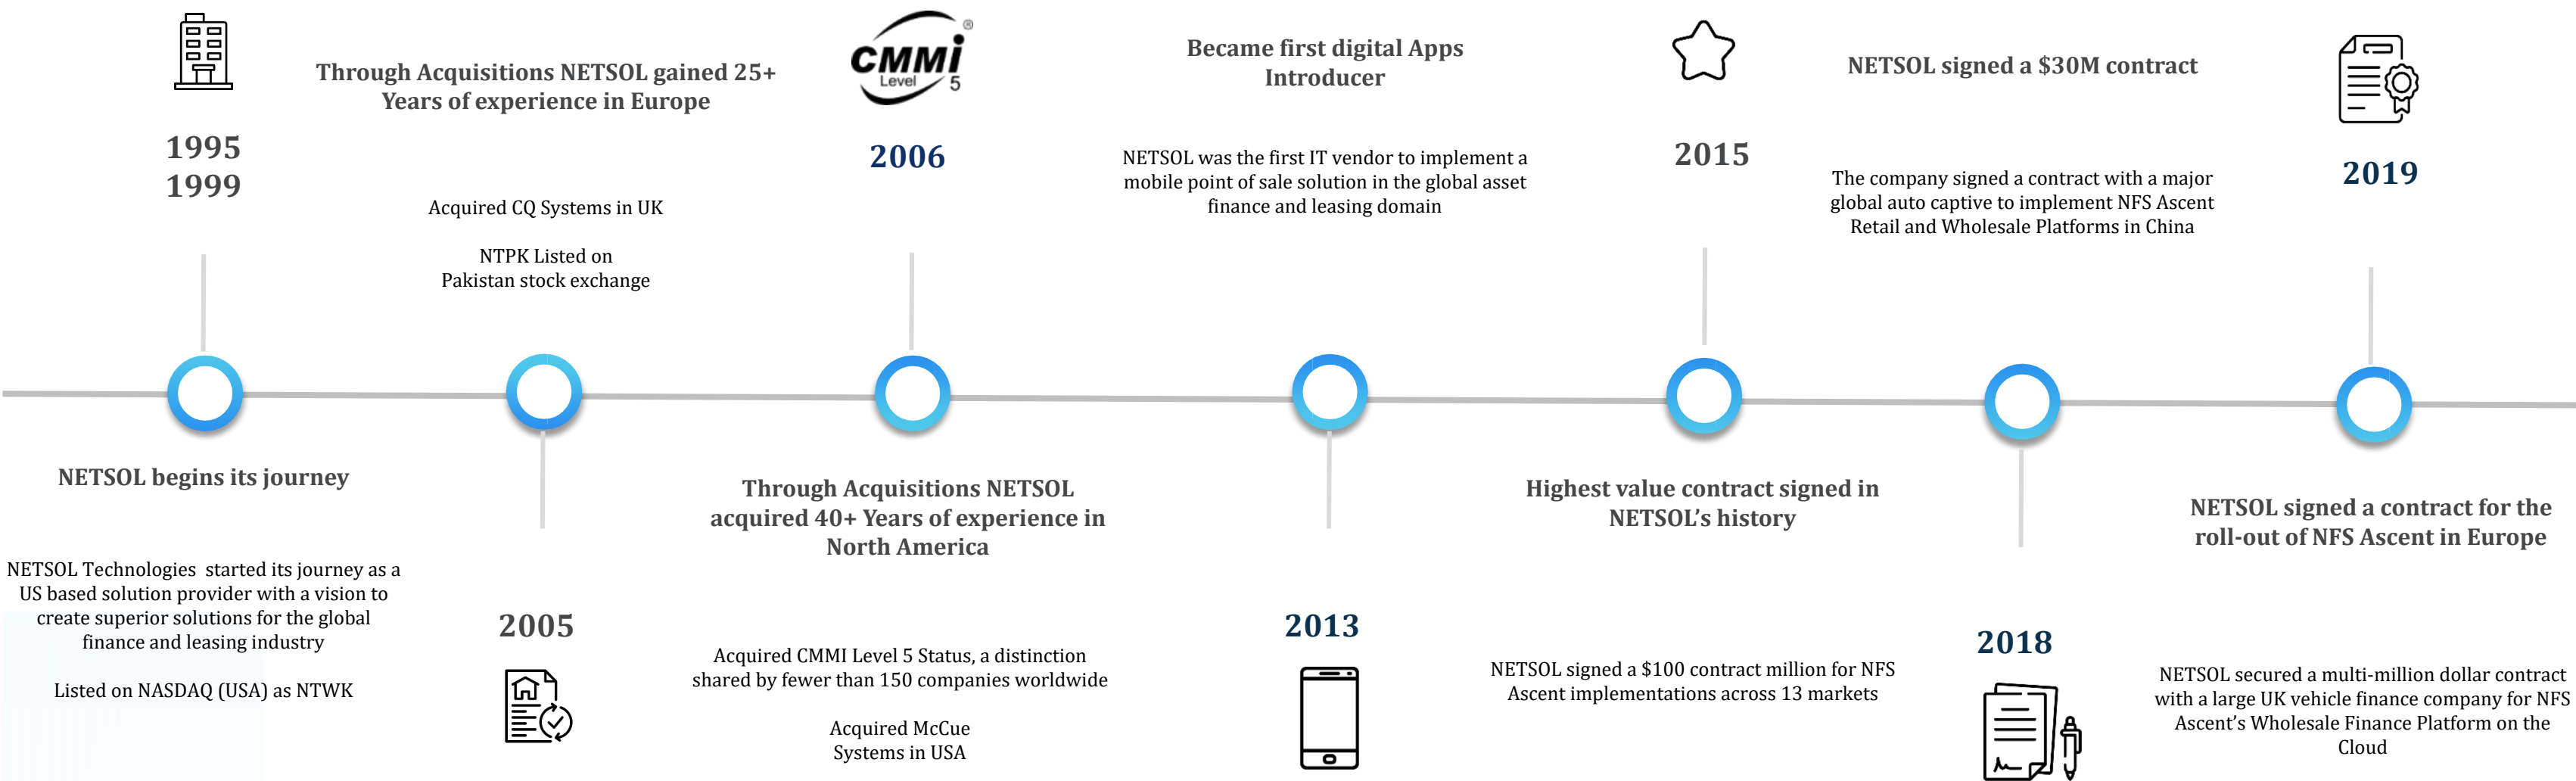 1995
1999
NETSOL begins its journey
NETSOL Technologies started its journey as a
US based solution provider with a vision to
create superior solutions for the global
finance and leasing industry
Listed on NASDAQ (USA) as NTWK
Through Acquisitions NETSOL gained 25+
Years of experience in Europe
Acquired CQ Systems in UK
NTPK Listed on
Pakistan stock exchange
2005
CMMi®
Level 5
2006
Through Acquisitions NETSOL
acquired 40+ Years of experience in
North America
Acquired CMMI Level 5 Status, a distinction
shared by fewer than 150 companies worldwide
Acquired McCue
Systems in USA
Became first digital Apps
Introducer
NETSOL was the first IT vendor to implement a
mobile point of sale solution in the global asset
finance and leasing domain
2013
2015
Highest value contract signed in
NETSOL’s history
NETSOL signed a $100 contract million for NFS
Ascent implementations across 13 markets
NETSOL signed a $30M contract
The company signed a contract with a major
global auto captive to implement NFS Ascent
Retail and Wholesale Platforms in China
2018
2019
NETSOL signed a contract for the
roll-out of NFS Ascent in Europe
NETSOL secured a multi-million dollar contract
with a large UK vehicle finance company for NFS
Ascent’s Wholesale Finance Platform on the
Cloud